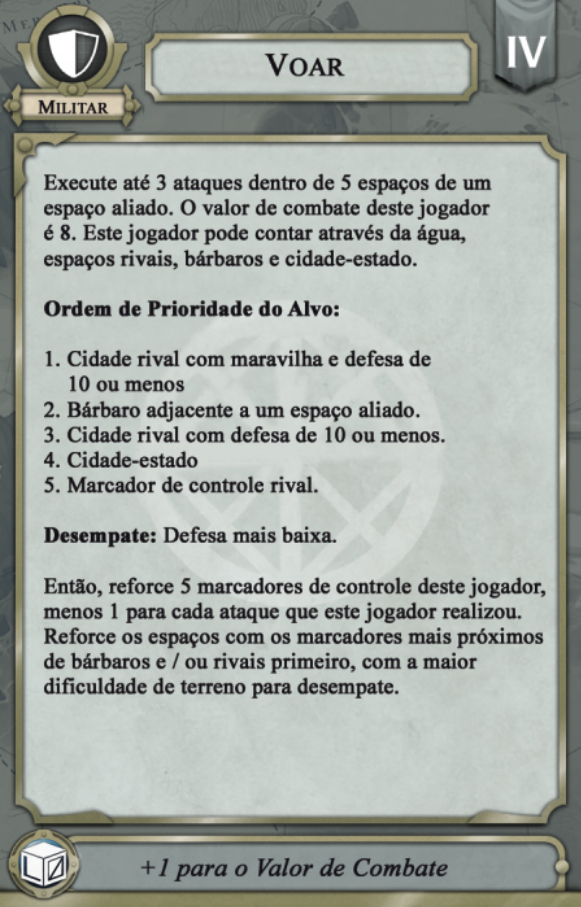 VOAR
IV
MILITAR
Execute até 3 ataques dentro de 5 espaços de um
espaço aliado. O valor de combate deste jogador
é 8. Este jogador pode contar através da água,
espaços rivais, bárbaros e cidade-estado.
Ordem de Prioridade do Alvo:
1. Cidade rival com maravilha e defesa de
10 ou menos
2. Bárbaro adjacente a um espaço aliado.
3. Cidade rival com defesa de 10 ou menos.
4. Cidade-estado
5. Marcador de controle rival.
Desempate: Defesa mais baixa.
Então, reforce 5 marcadores de controle deste jogador,
menos 1 para cada ataque que este jogador realizou.
Reforce os espaços com os marcadores mais próximos
de bárbaros e / ou rivais primeiro, com a maior
dificuldade de terreno para desempate.
+1 para o Valor de Combate